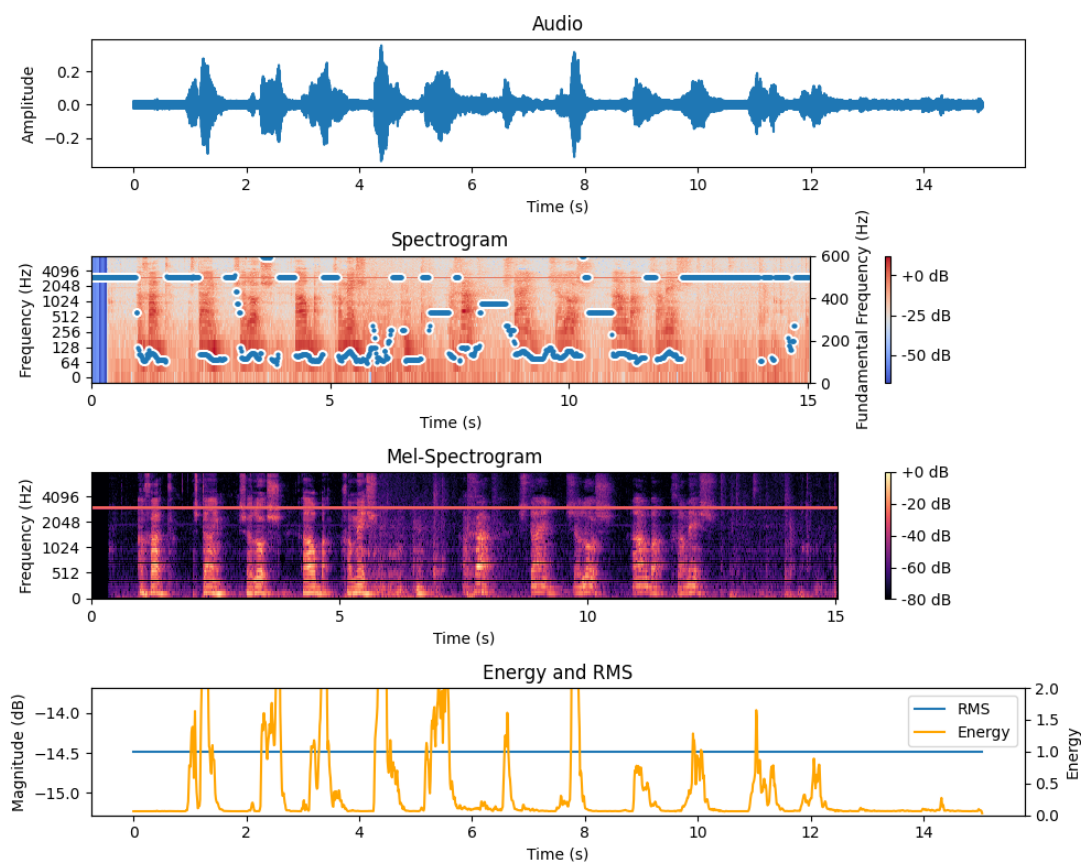 Audio
Amplitude
0.2
0.0
−0.2
0 2 4 6 8 10 12 14
Time (s)
Spectrogram
Frequency (Hz)
4096
2048
1024
512
256
128
64
0
0 5 10 15
Time (s)
600
400
200
0
Fundamental Frequency (Hz)
+0 dB
-25 dB
-50 dB
Mel-Spectrogram
Frequency (Hz)
4096
2048
1024
512
0
0 5 10 15
Time (s)
+0 dB
-20 dB
-40 dB
-60 dB
-80 dB
Energy and RMS
Magnitude (dB)
−14.0
−14.5
−15.0
0 2 4 6 8 10 12 14
Time (s)
RMS
Energy
2.0
1.5
1.0
0.5
0.0
Energy